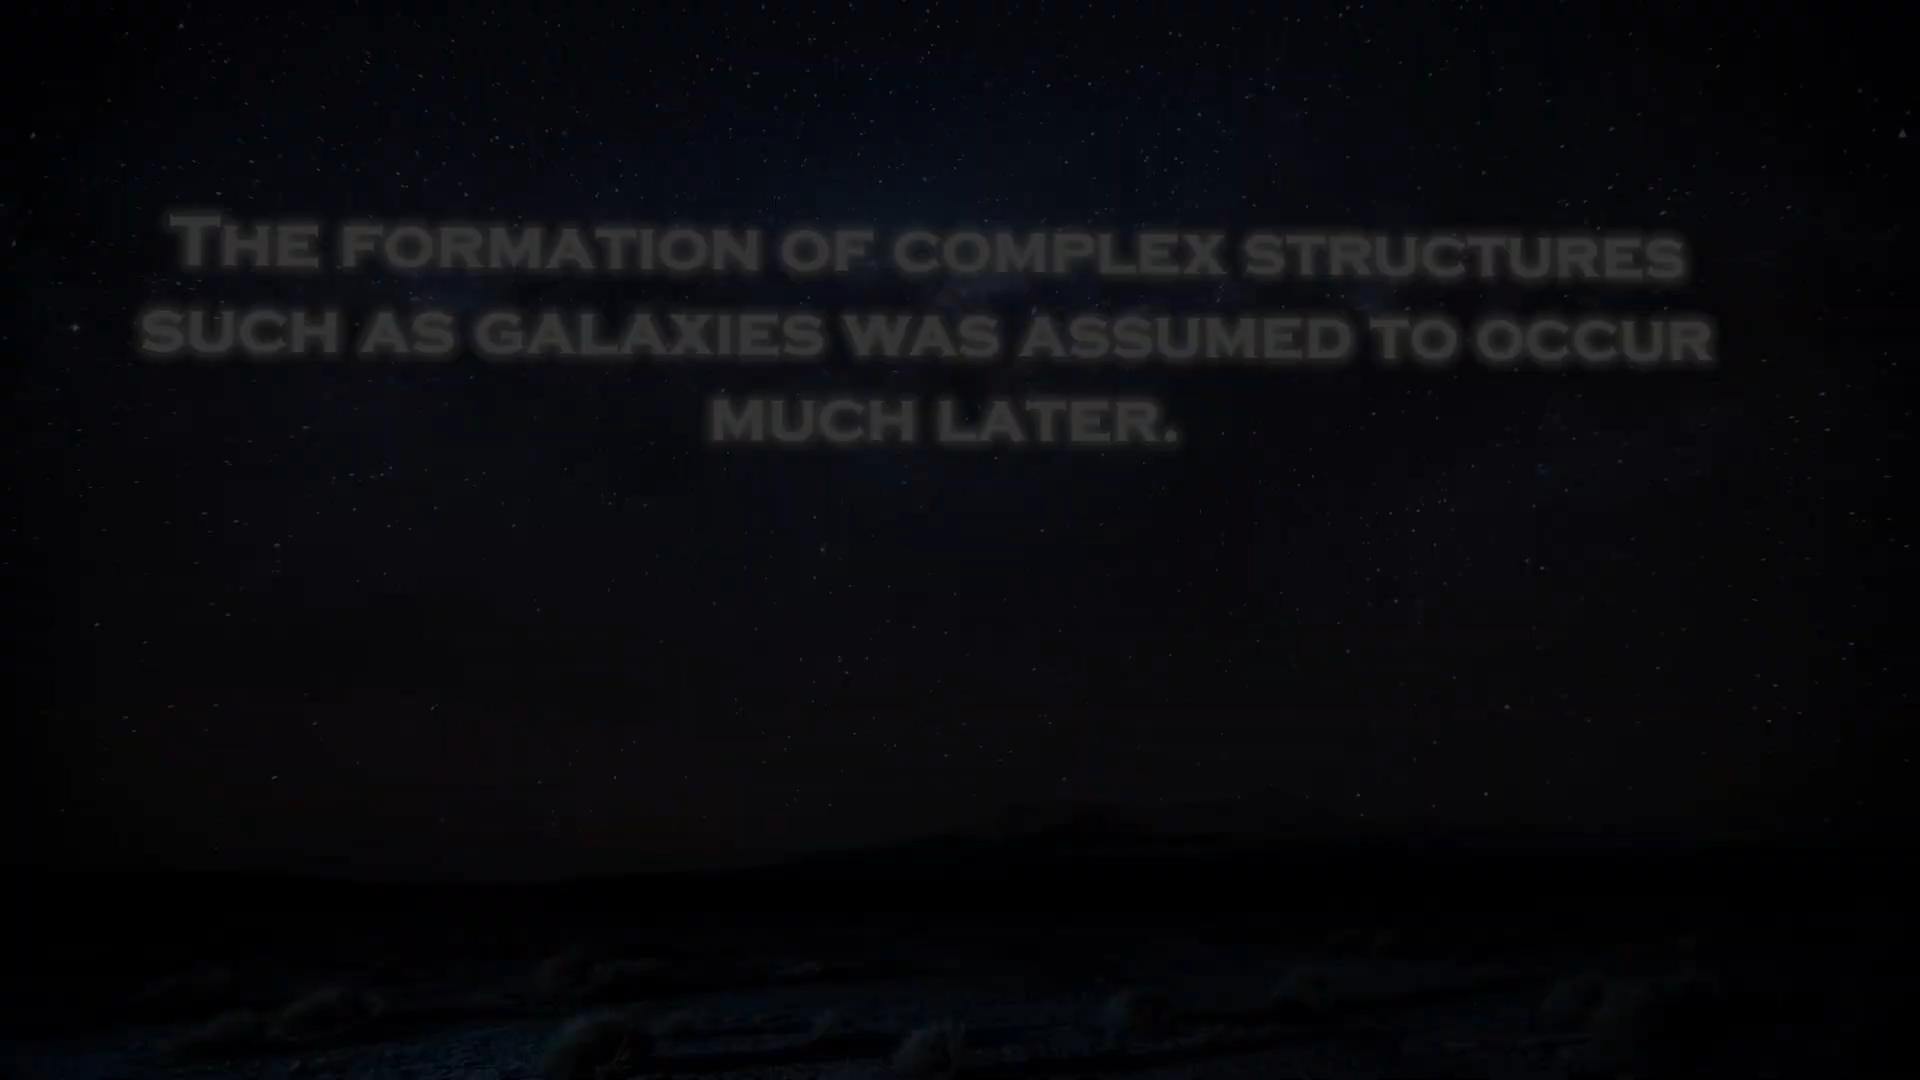 The formation of complex structures
such as galaxies was assumed to occur
much later.